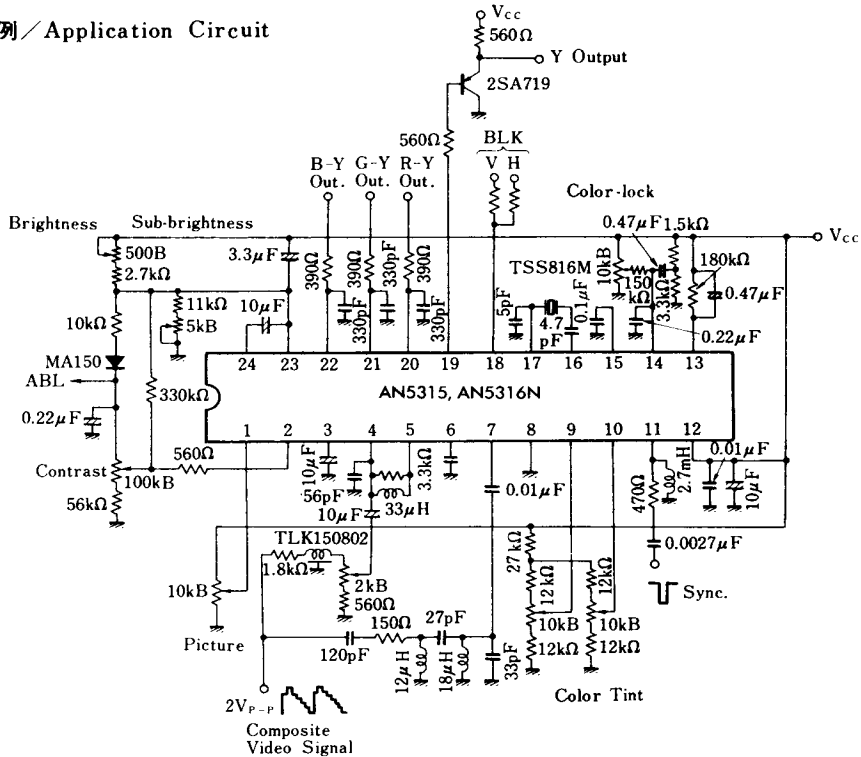 例／Application Circuit
Vcc
560Ω
Y Output
2SA719
560Ω
BLK
V H
B-Y Out.
G-Y Out.
R-Y Out.
Color-lock
Brightness
Sub-brightness
0.47μF
1.5kΩ
Vcc
500B
2.7kΩ
3.3μF
390Ω
390Ω
330pF
390Ω
TSS816M
10kB
150kΩ
3.3kΩ
180kΩ
0.47μF
10kΩ
11kΩ
5kB
10μF
330pF
330pF
5pF
4.7pF
0.1μF
0.22μF
MA150
ABL
24 23 22 21 20 19 18 17 16 15 14 13
330kΩ
AN5315, AN5316N
0.22μF
1 2 3 4 5 6 7 8 9 10 11 12
Contrast
100kB
560Ω
10μF
56pF
3.3kΩ
33μH
0.01μF
470Ω
2.7mH
0.01μF
10μF
56kΩ
10μF
0.0027μF
TLK150802
1.8kΩ
27kΩ
Sync.
10kB
2kB
560Ω
12kΩ
12kΩ
10kB
10kB
12kΩ
12kΩ
Picture
120pF
150Ω
27pF
12μH
18μH
33pF
Color Tint
2VP-P
Composite
Video Signal